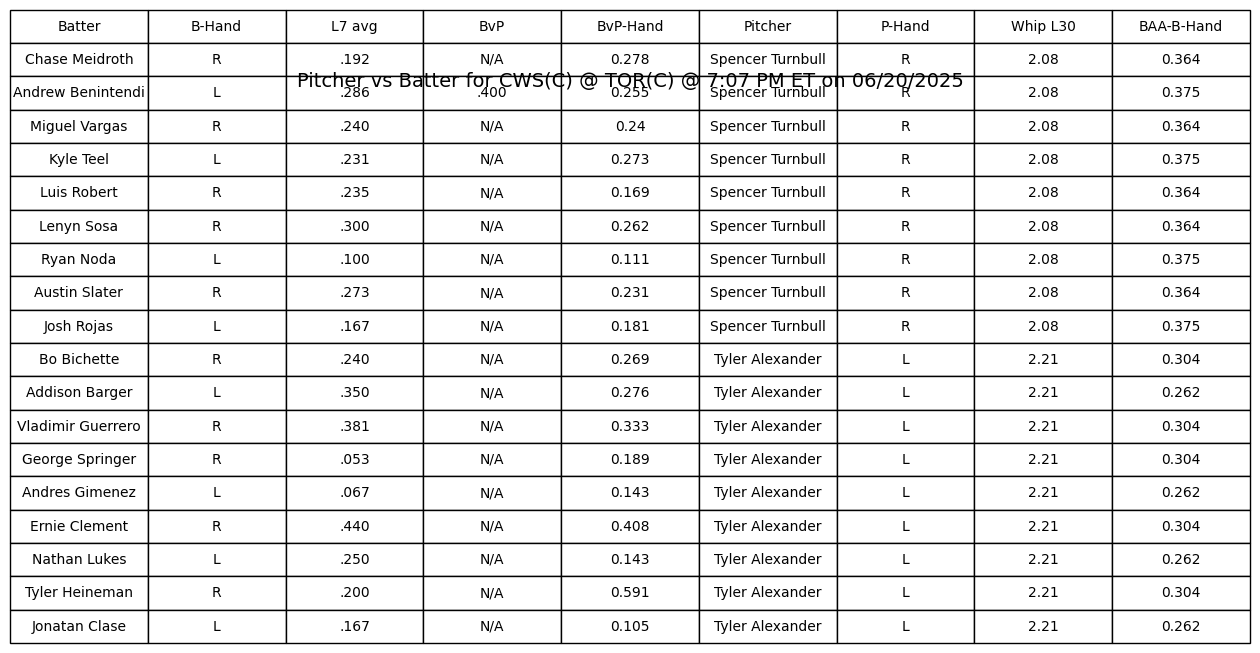 Batter B-Hand L7 avg BvP BvP-Hand Pitcher P-Hand Whip L30 BAA-B-Hand
Chase Meidroth R .192 N/A 0.278 Spencer Turnbull R 2.08 0.364
Pitcher vs Batter for CWS(C) @ TOR(C) @ 7:07 PM ET on 06/20/2025
Andrew Benintendi L .286 .400 0.255 Spencer Turnbull R 2.08 0.375
Miguel Vargas R .240 N/A 0.24 Spencer Turnbull R 2.08 0.364
Kyle Teel L .231 N/A 0.273 Spencer Turnbull R 2.08 0.375
Luis Robert R .235 N/A 0.169 Spencer Turnbull R 2.08 0.364
Lenyn Sosa R .300 N/A 0.262 Spencer Turnbull R 2.08 0.364
Ryan Noda L .100 N/A 0.111 Spencer Turnbull R 2.08 0.375
Austin Slater R .273 N/A 0.231 Spencer Turnbull R 2.08 0.364
Josh Rojas L .167 N/A 0.181 Spencer Turnbull R 2.08 0.375
Bo Bichette R .240 N/A 0.269 Tyler Alexander L 2.21 0.304
Addison Barger L .350 N/A 0.276 Tyler Alexander L 2.21 0.262
Vladimir Guerrero R .381 N/A 0.333 Tyler Alexander L 2.21 0.304
George Springer R .053 N/A 0.189 Tyler Alexander L 2.21 0.304
Andres Gimenez L .067 N/A 0.143 Tyler Alexander L 2.21 0.262
Ernie Clement R .440 N/A 0.408 Tyler Alexander L 2.21 0.304
Nathan Lukes L .250 N/A 0.143 Tyler Alexander L 2.21 0.262
Tyler Heineman R .200 N/A 0.591 Tyler Alexander L 2.21 0.304
Jonatan Clase L .167 N/A 0.105 Tyler Alexander L 2.21 0.262